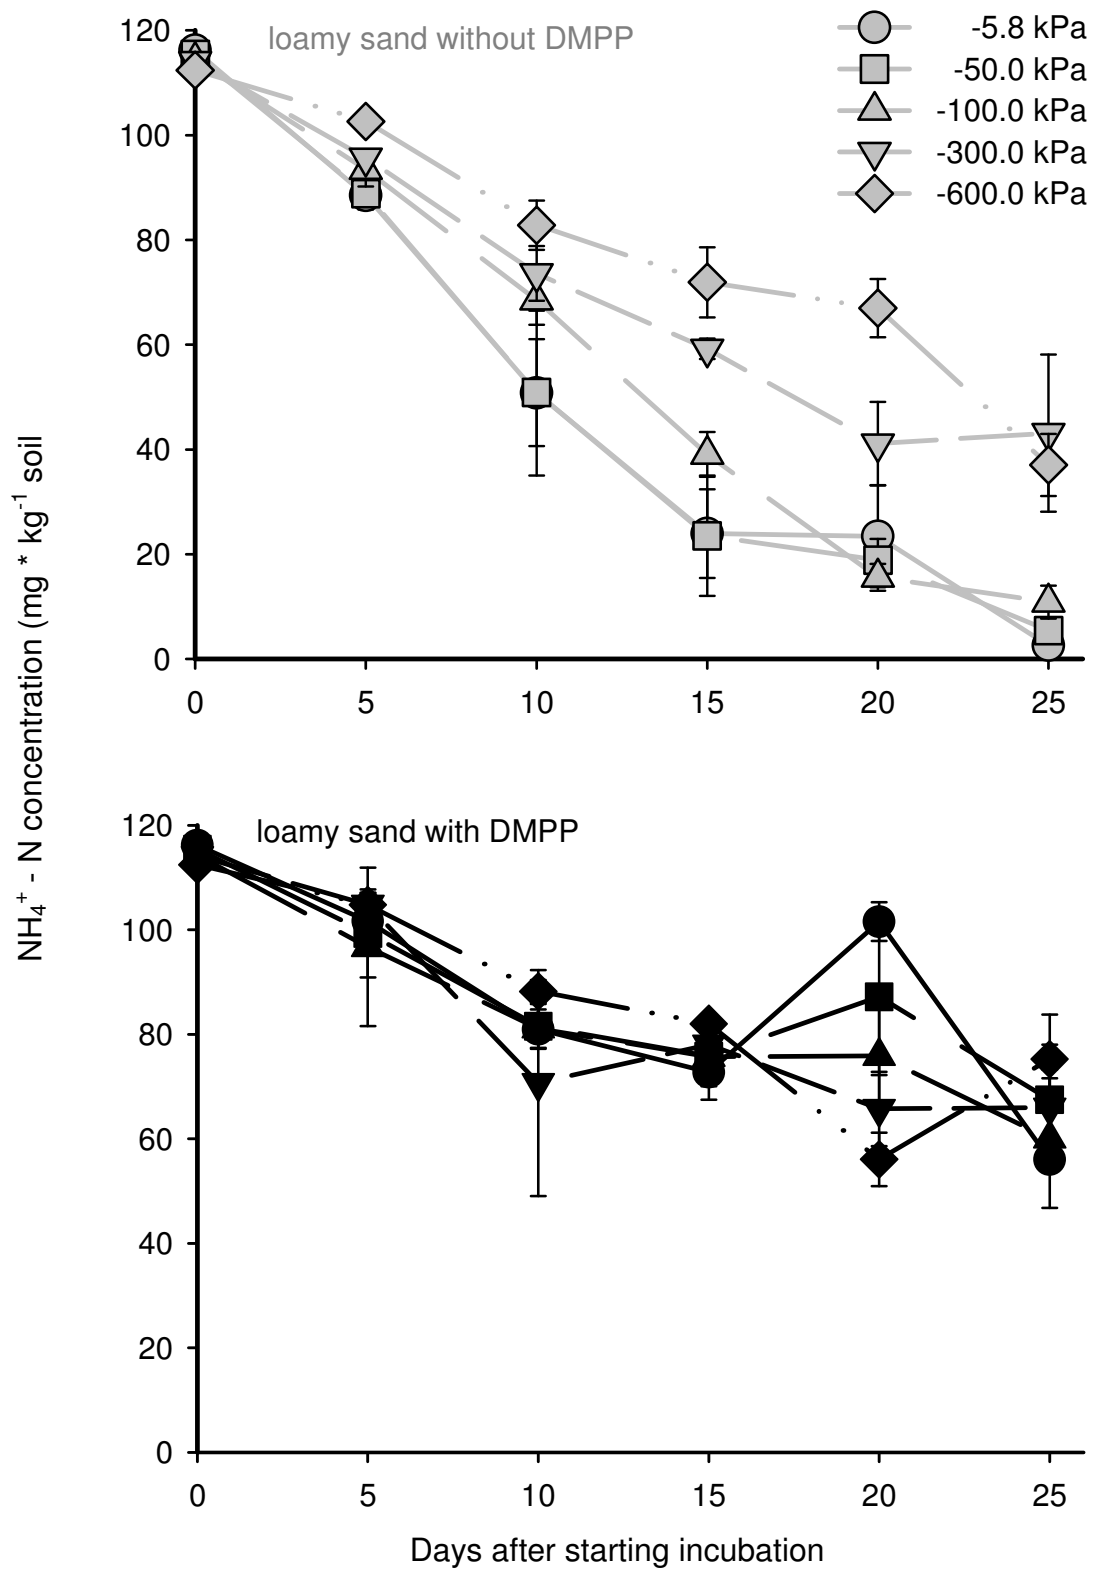 loamy sand without DMPP
-5.8 kPa
-50.0 kPa
-100.0 kPa
-300.0 kPa
-600.0 kPa
120
100
80
60
40
20
0
0 5 10 15 20 25
NH₄⁺ - N concentration (mg * kg⁻¹ soil
loamy sand with DMPP
120
100
80
60
40
20
0
0 5 10 15 20 25
Days after starting incubation